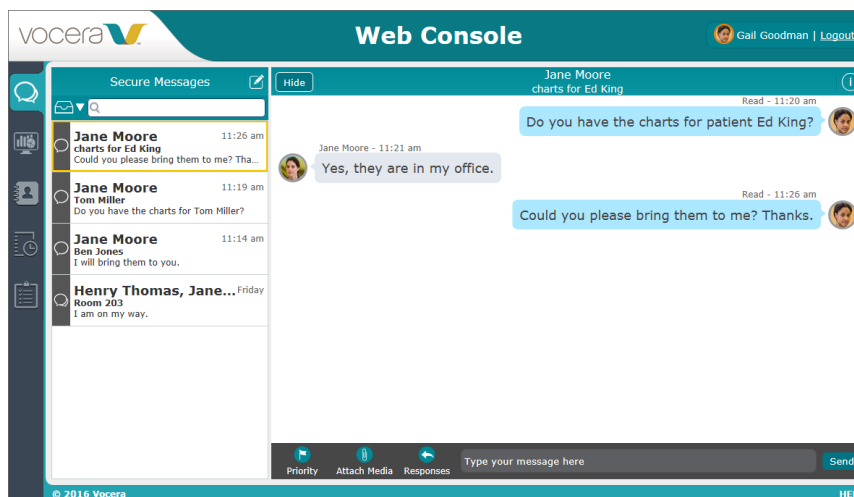 vocera
Web Console
Gail Goodman | Logout
Secure Messages
Hide
Jane Moore
charts for Ed King
Jane Moore 11:26 am
charts for Ed King
Could you please bring them to me? Tha...
Jane Moore 11:19 am
Tom Miller
Do you have the charts for Tom Miller?
Jane Moore 11:14 am
Ben Jones
I will bring them to you.
Henry Thomas, Jane... Friday
Room 203
I am on my way.
Read - 11:20 am
Do you have the charts for patient Ed King?
Jane Moore - 11:21 am
Yes, they are in my office.
Read - 11:26 am
Could you please bring them to me? Thanks.
Priority
Attach Media
Responses
Type your message here
Send
© 2016 Vocera